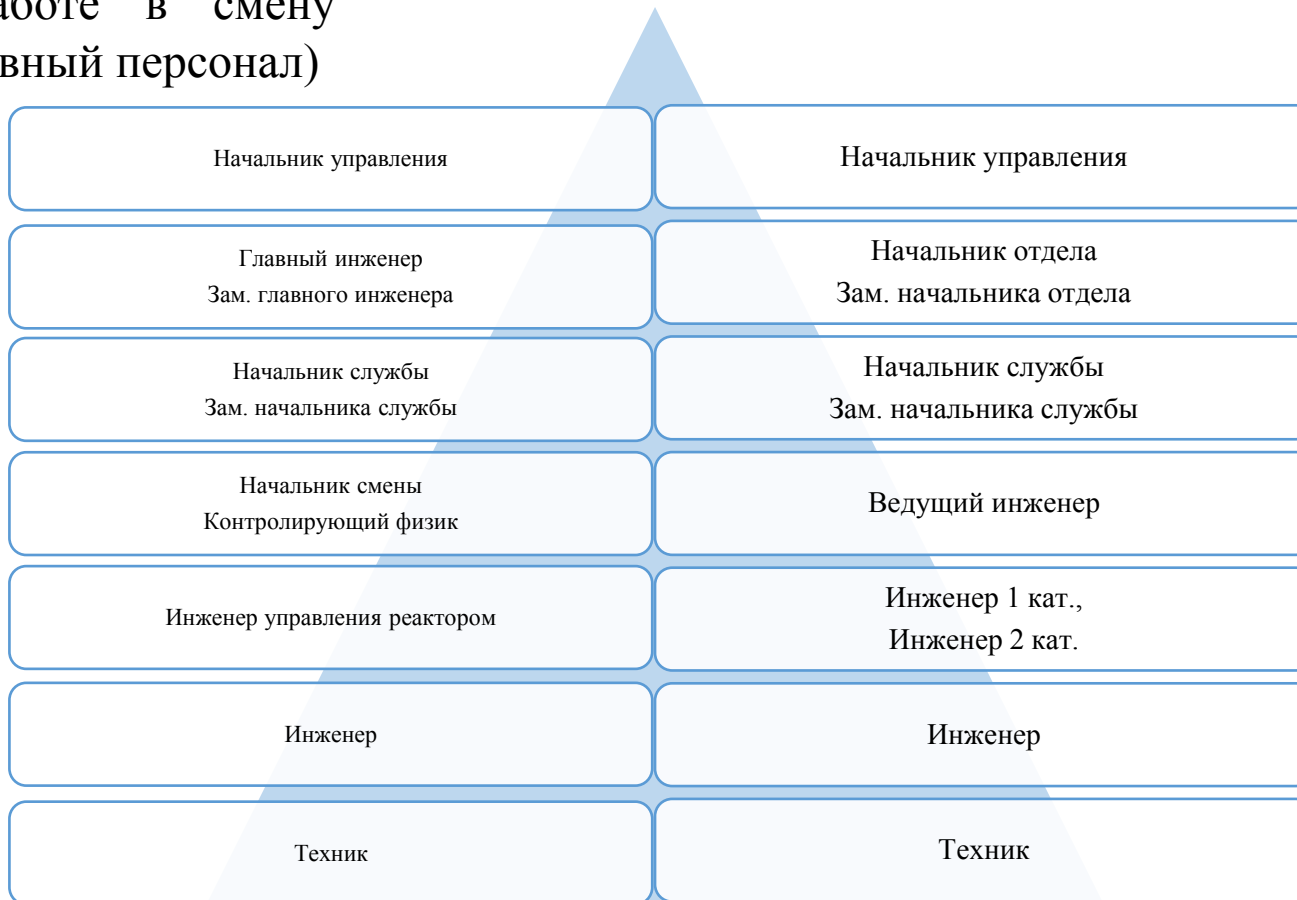 в смену
персонал)
Начальник управления
Главный инженер
Зам. главного инженера
Начальник службы
Зам. начальника службы
Начальник смены
Контролирующий физик
Инженер управления реактором
Инженер
Техник
Начальник управления
Начальник отдела
Зам. начальника отдела
Начальник службы
Зам. начальника службы
Ведущий инженер
Инженер 1 кат.,
Инженер 2 кат.
Инженер
Техник